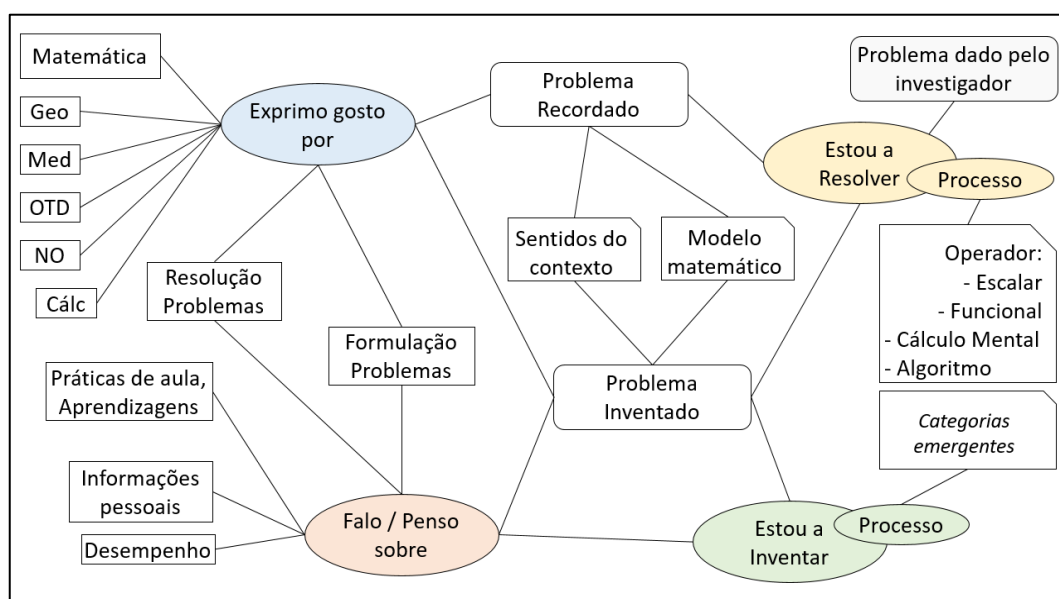 Matemática
Geo
Med
OTD
NO
Cálc
Exprimo gosto
por
Problema
Recordado
Problema dado pelo
investigador
Estou a
Resolver
Processo
Sentidos do
contexto
Modelo
matemático
Operador:
- Escalar
- Funcional
- Cálculo Mental
- Algoritmo
Resolução
Problemas
Formulação
Problemas
Práticas de aula,
Aprendizagens
Problema
Inventado
Categorias
emergentes
Informações
pessoais
Desempenho
Falo / Penso
sobre
Estou a
Inventar
Processo